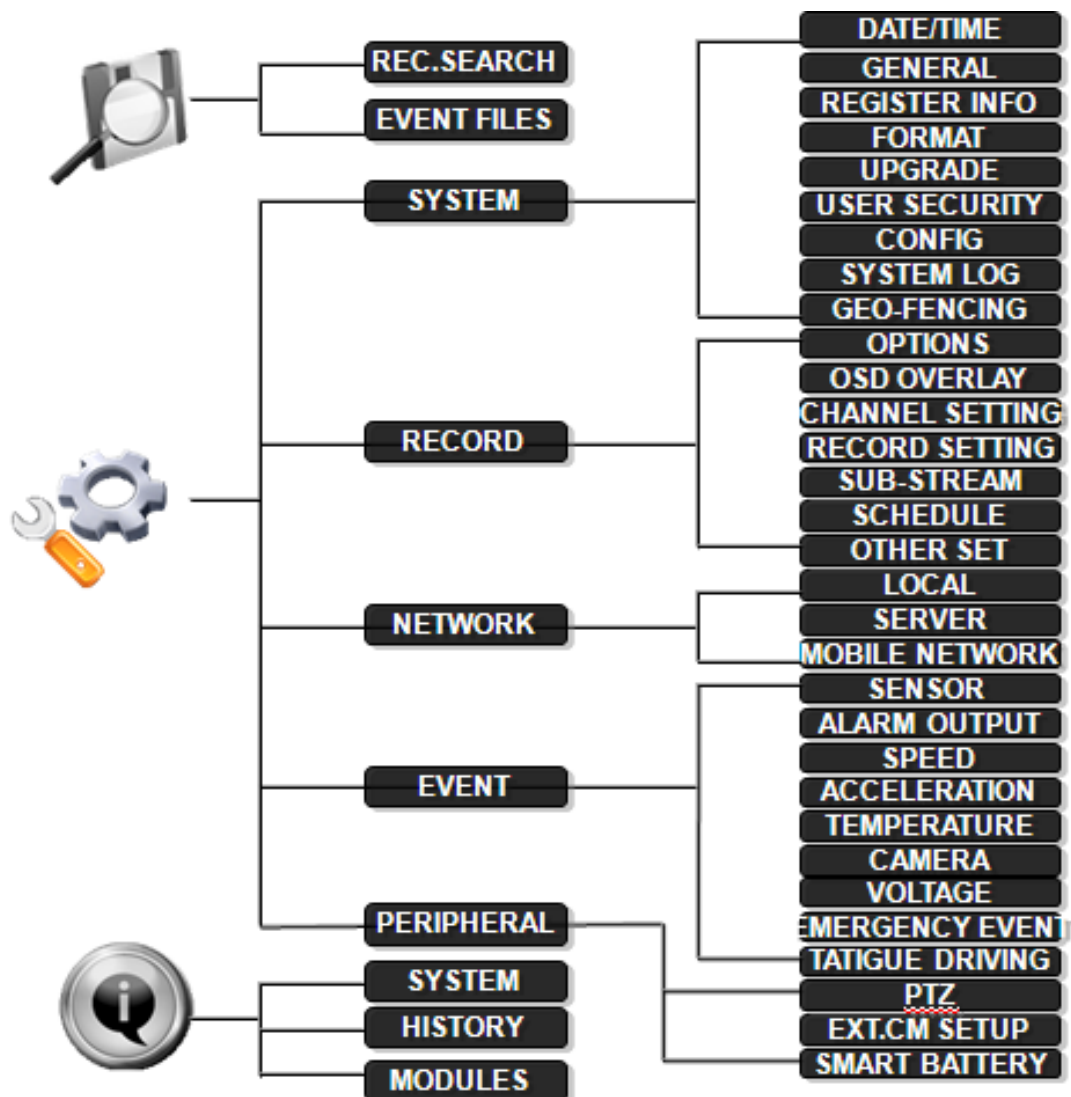 REC.SEARCH
EVENT FILES
SYSTEM
RECORD
NETWORK
EVENT
PERIPHERAL
SYSTEM
HISTORY
MODULES
DATE/TIME
GENERAL
REGISTER INFO
FORMAT
UPGRADE
USER SECURITY
CONFIG
SYSTEM LOG
GEO-FENCING
OPTIONS
OSD OVERLAY
CHANNEL SETTING
RECORD SETTING
SUB-STREAM
SCHEDULE
OTHER SET
LOCAL
SERVER
MOBILE NETWORK
SENSOR
ALARM OUTPUT
SPEED
ACCELERATION
TEMPERATURE
CAMERA
VOLTAGE
EMERGENCY EVENT
TATIGUE DRIVING
PTZ
EXT.CM SETUP
SMART BATTERY